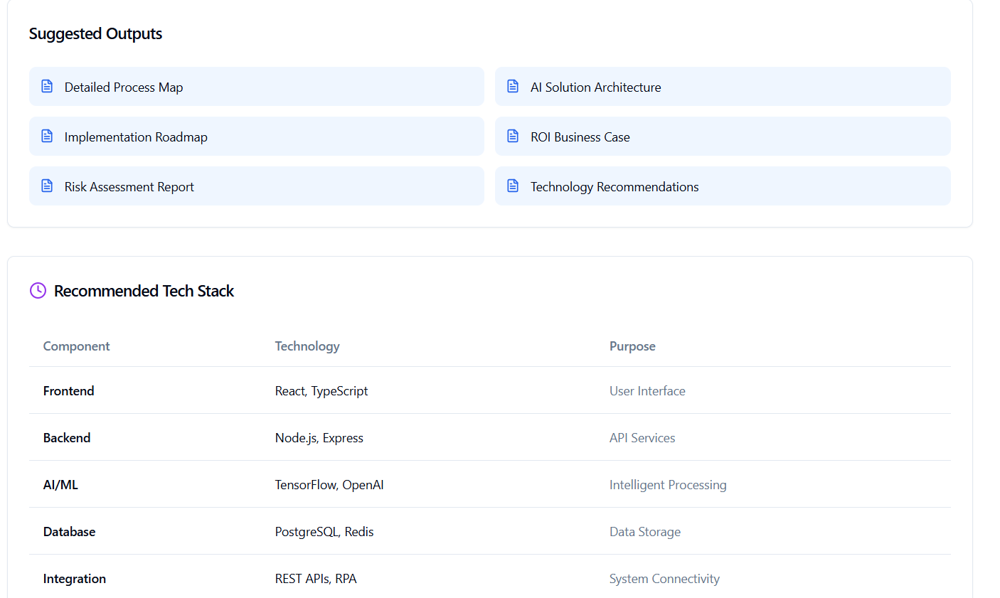 Suggested Outputs
Detailed Process Map
AI Solution Architecture
Implementation Roadmap
ROI Business Case
Risk Assessment Report
Technology Recommendations
Recommended Tech Stack
Component Technology Purpose
Frontend React, TypeScript User Interface
Backend Node.js, Express API Services
AI/ML TensorFlow, OpenAI Intelligent Processing
Database PostgreSQL, Redis Data Storage
Integration REST APIs, RPA System Connectivity